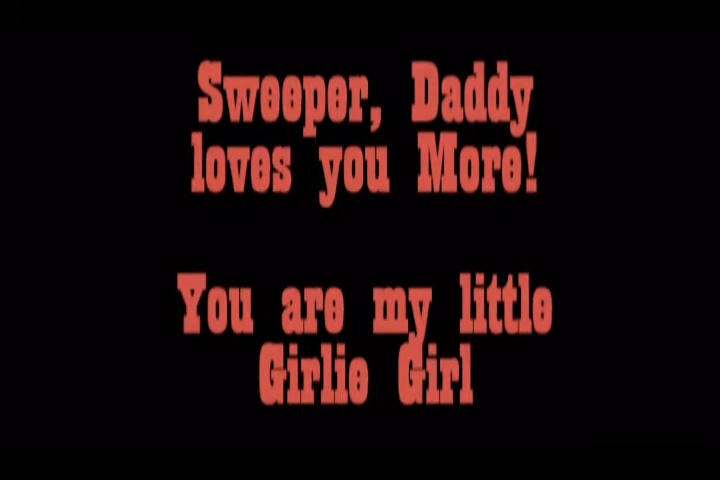 Sweeper, Daddy
loves you More!
You are my little
Girlie Girl